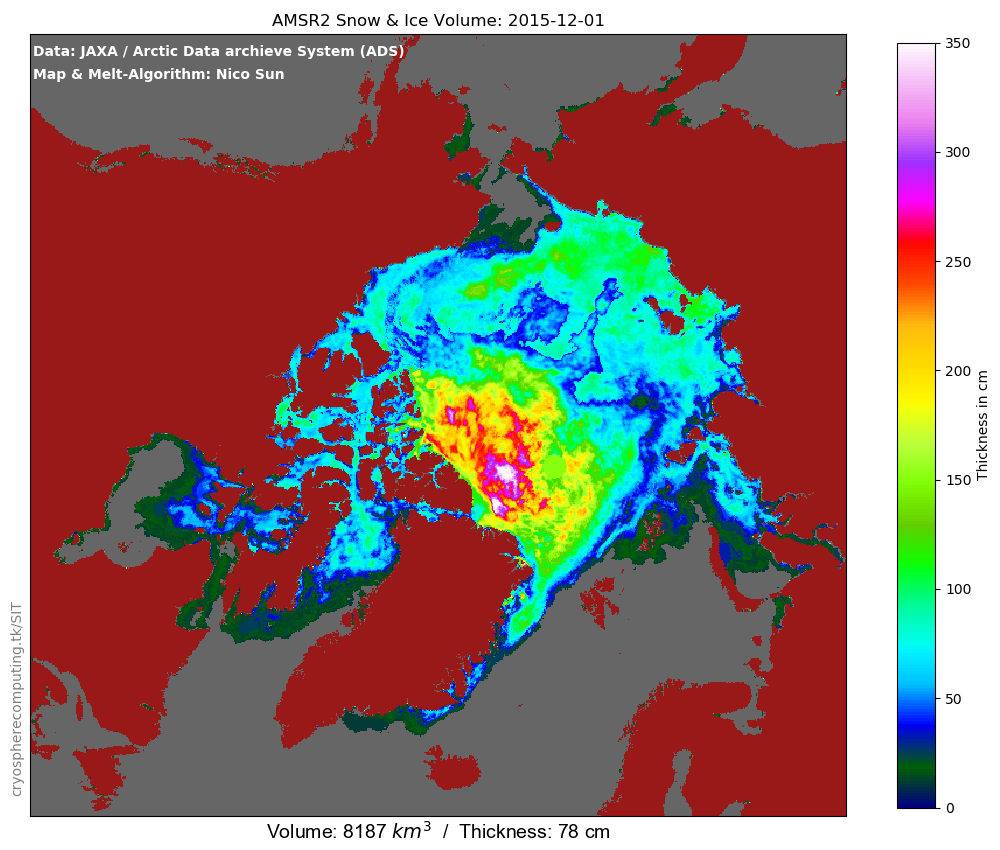 AMSR2 Snow & Ice Volume: 2015-12-01
Data: JAXA / Arctic Data archieve System (ADS)
Map & Melt-Algorithm: Nico Sun
350
300
250
200
150
100
50
0
Thickness in cm
cryospherecomputing.tk/SIT
Volume: 8187 km³ / Thickness: 78 cm